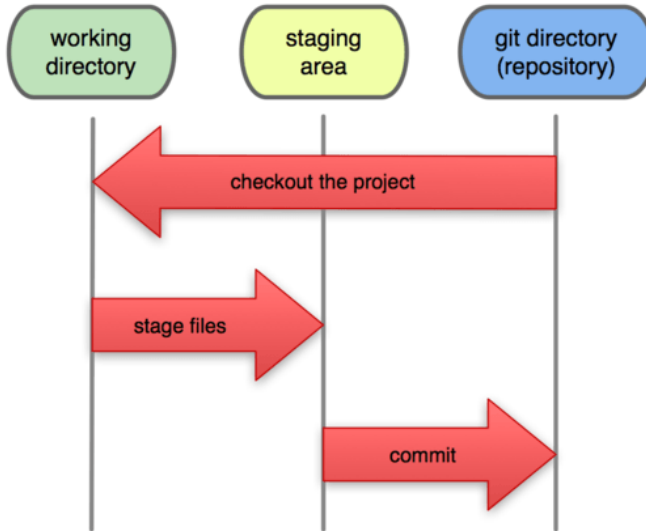 working
directory
staging
area
git directory
(repository)
checkout the project
stage files
commit